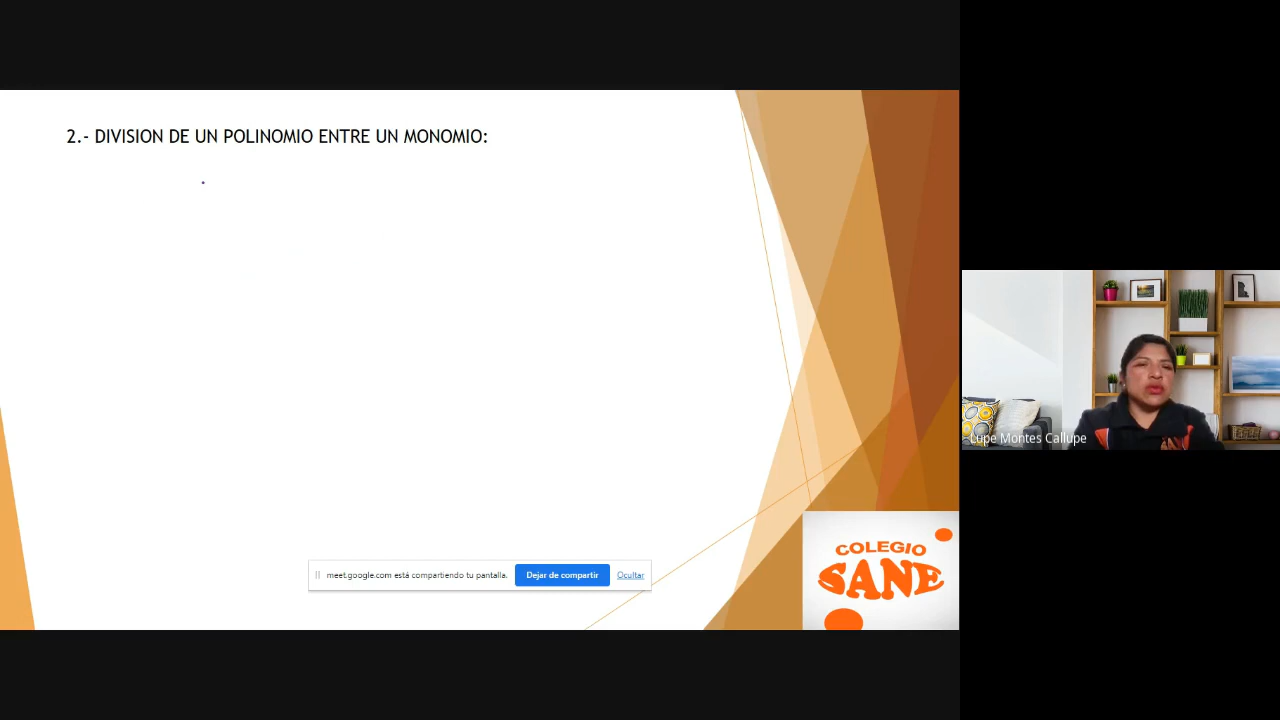 2.- DIVISION DE UN POLINOMIO ENTRE UN MONOMIO:
Lupe Montes Callupe
COLEGIO
SANE
meet.google.com está compartiendo tu pantalla. Dejar de compartir Ocultar